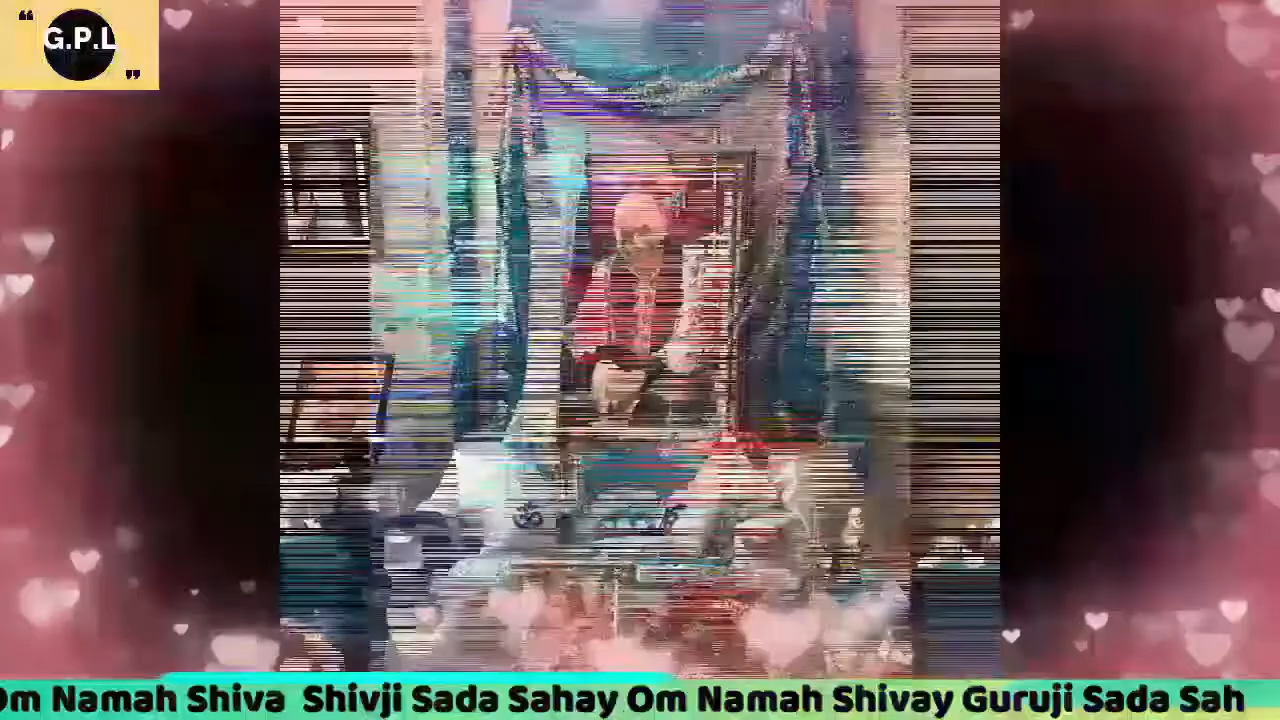 “ G.P.L ”
ॐ
Om Namah Shiva Shivji Sada Sahay Om Namah Shivay Guruji Sada Sah